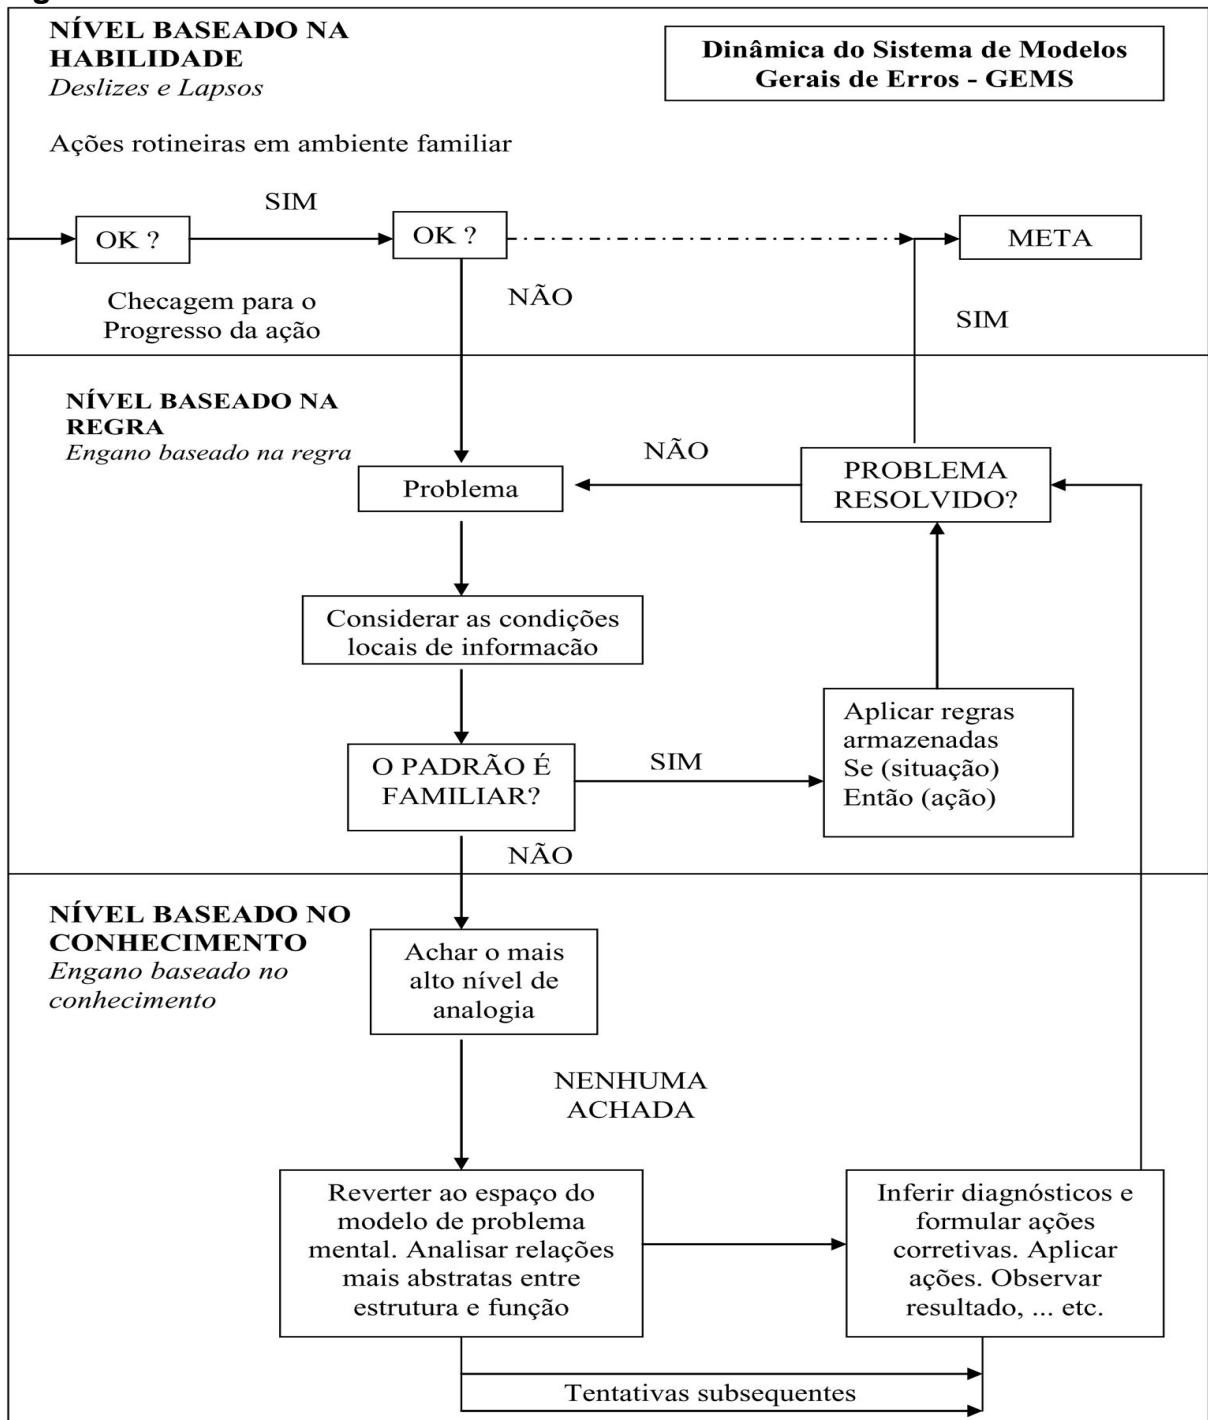 NÍVEL BASEADO NA
HABILIDADE
Deslizes e Lapsos
Dinâmica do Sistema de Modelos
Gerais de Erros - GEMS
Ações rotineiras em ambiente familiar
SIM
OK ?
OK ?
META
Checagem para o
Progresso da ação
NÃO
SIM
NÍVEL BASEADO NA
REGRA
Engano baseado na regra
NÃO
Problema
PROBLEMA
RESOLVIDO?
Considerar as condições
locais de informacão
O PADRÃO É
FAMILIAR?
SIM
Aplicar regras
armazenadas
Se (situação)
Então (ação)
NÃO
NÍVEL BASEADO NO
CONHECIMENTO
Engano baseado no
conhecimento
Achar o mais
alto nível de
analogia
NENHUMA
ACHADA
Reverter ao espaço do
modelo de problema
mental. Analisar relações
mais abstratas entre
estrutura e função
Inferir diagnósticos e
formular ações
corretivas. Aplicar
ações. Observar
resultado, ... etc.
Tentativas subsequentes